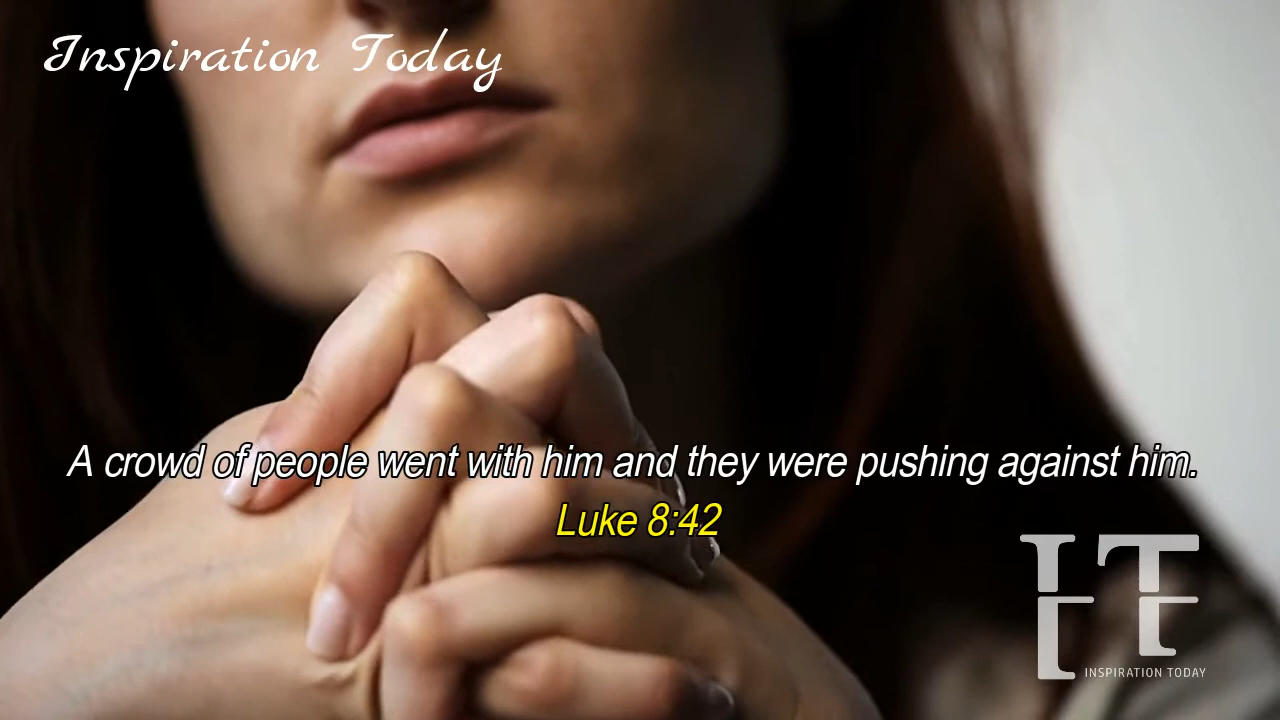 Inspiration Today
A crowd of people went with him and they were pushing against him.
Luke 8:42
INSPIRATION TODAY